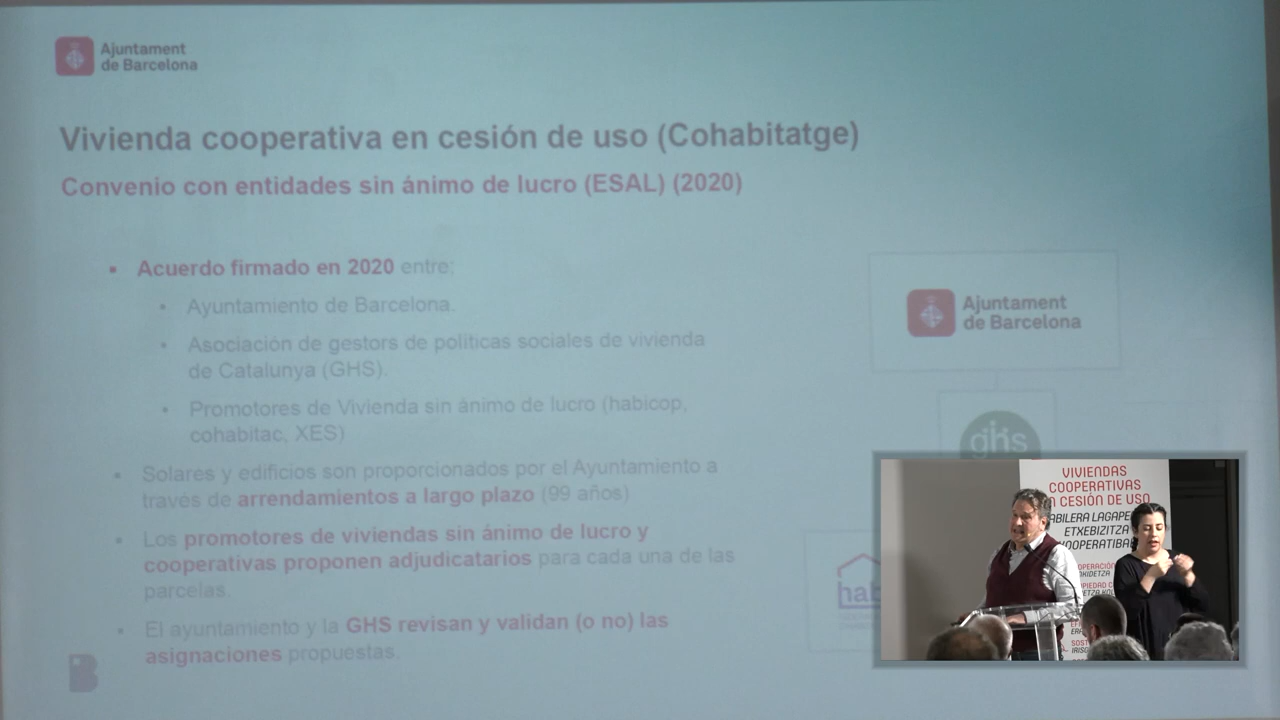 Ajuntament
de Barcelona
Vivienda cooperativa en cesión de uso (Cohabitatge)
Convenio con entidades sin ánimo de lucro (ESAL) (2020)
▪ Acuerdo firmado en 2020 entre:
• Ayuntamiento de Barcelona.
• Asociación de gestors de políticas sociales de vivienda
de Catalunya (GHS).
• Promotores de Vivienda sin ánimo de lucro (habicop,
cohabitac, XES)
▪ Solares y edificios son proporcionados por el Ayuntamiento a
través de arrendamientos a largo plazo (99 años)
▪ Los promotores de viviendas sin ánimo de lucro y
cooperativas proponen adjudicatarios para cada una de las
parcelas.
▪ El ayuntamiento y la GHS revisan y validan (o no) las
asignaciones propuestas.
B
Ajuntament
de Barcelona
ghs
hab
VIVIENDAS
COOPERATIVAS
N CESIÓN DE USO
ABILERA LAGAPE
ETXEBIZITZA
KOOPERATIBA